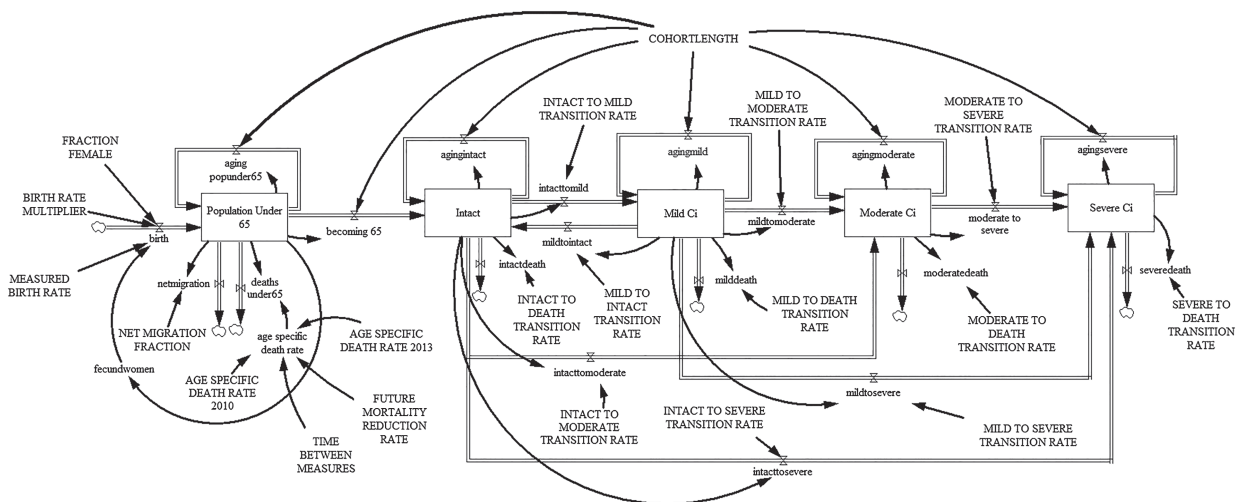 COHORTLENGTH
FRACTION
FEMALE
BIRTH RATE
MULTIPLIER
MEASURED
BIRTH RATE
birth
aging
popunder65
Population Under
65
netmigration
NET MIGRATION
FRACTION
fecundwomen
deaths
under65
age specific
death rate
AGE SPECIFIC
DEATH RATE 2013
AGE SPECIFIC
DEATH RATE
2010
TIME
BETWEEN
MEASURES
FUTURE
MORTALITY
REDUCTION
RATE
becoming 65
agingintact
Intact
INTACT TO MILD
TRANSITION RATE
intacttomild
mildtointact
intactdeath
INTACT TO
DEATH
TRANSITION
RATE
MILD TO
INTACT
TRANSITION
RATE
intacttomoderate
INTACT TO
MODERATE
TRANSITION RATE
agingmild
Mild Ci
MILD TO
MODERATE
TRANSITION RATE
mildtomoderate
milddeath
MILD TO DEATH
TRANSITION
RATE
INTACT TO SEVERE
TRANSITION RATE
intacttosevere
agingmoderate
Moderate Ci
MODERATE TO
SEVERE
TRANSITION RATE
moderate to
severe
moderatedeath
MODERATE TO
DEATH
TRANSITION RATE
mildtosevere
MILD TO SEVERE
TRANSITION RATE
agingsevere
Severe Ci
severedeath
SEVERE TO
DEATH
TRANSITION
RATE